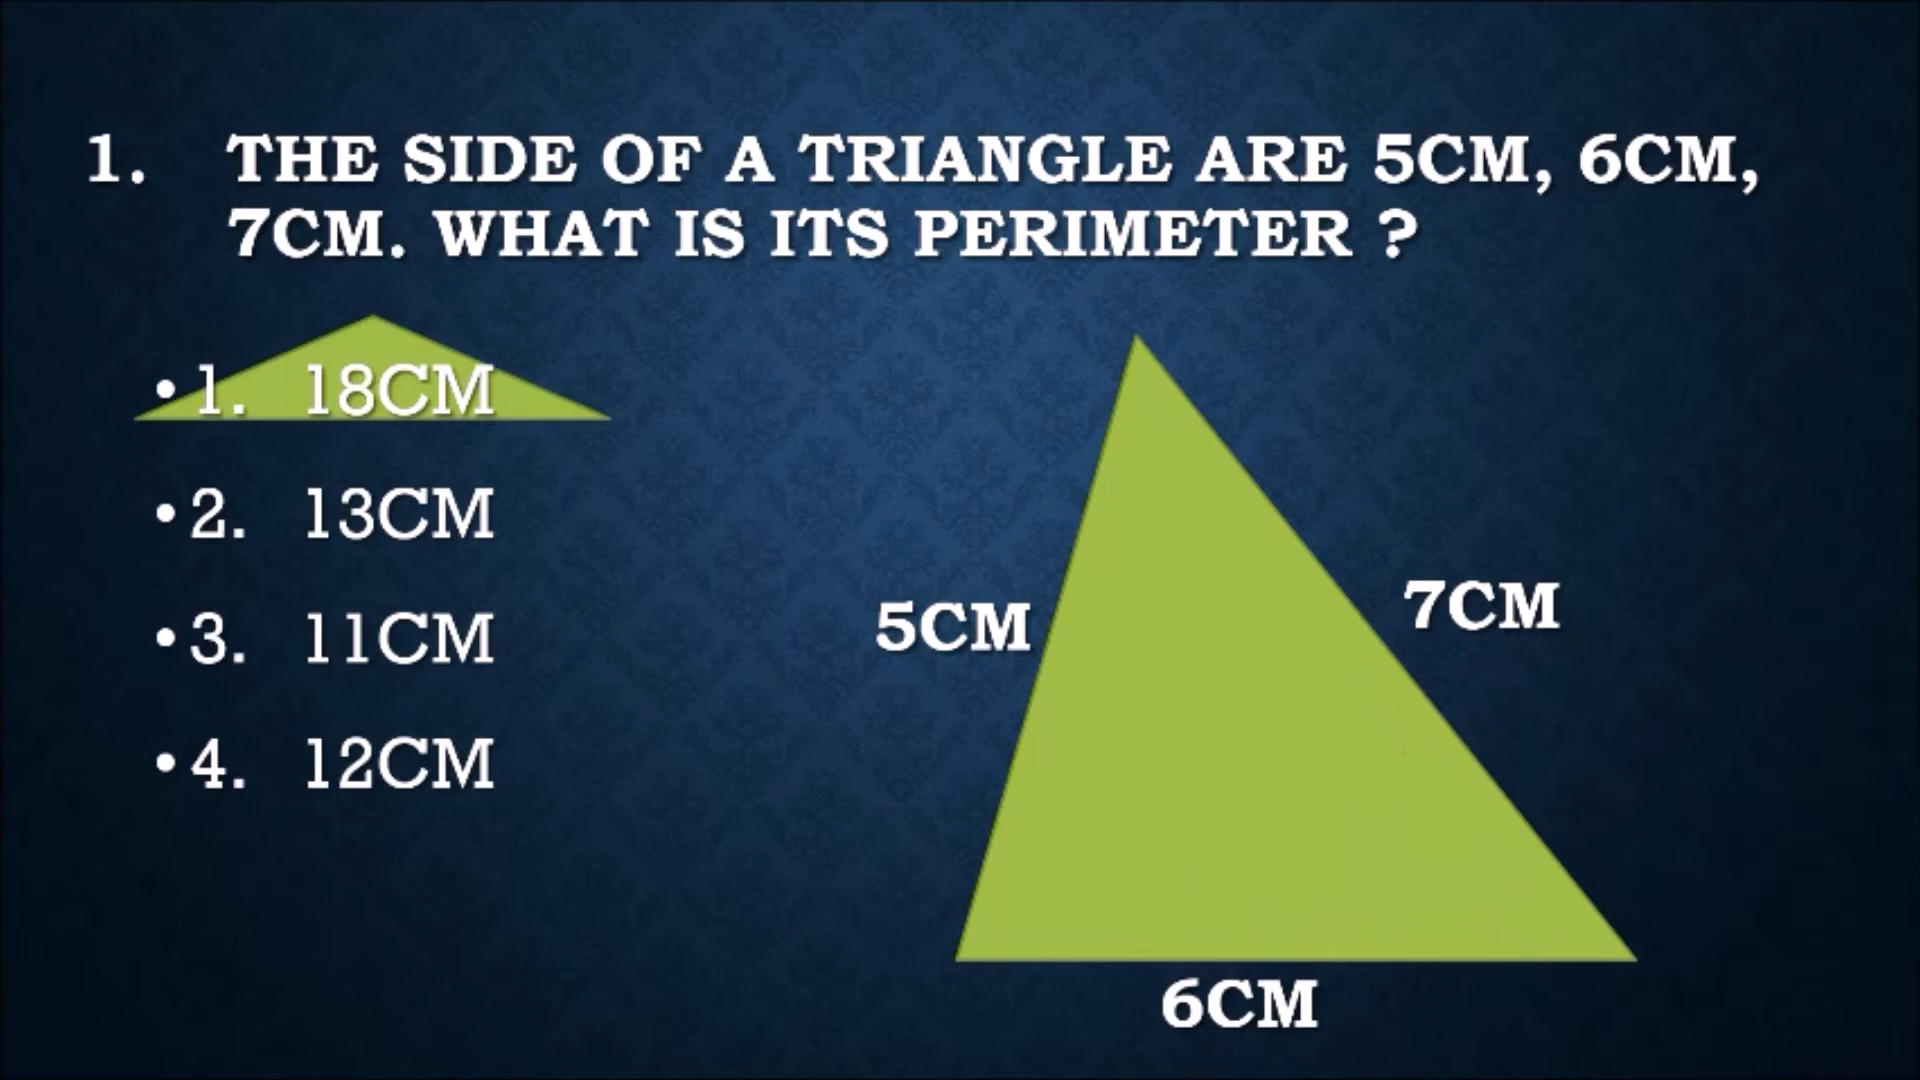 1. THE SIDE OF A TRIANGLE ARE 5CM, 6CM,
7CM. WHAT IS ITS PERIMETER ?
• 1. 18CM
• 2. 13CM
• 3. 11CM
• 4. 12CM
5CM
7CM
6CM